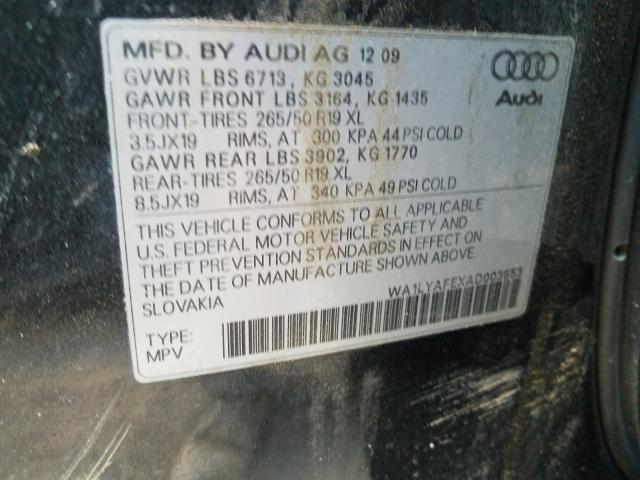 MFD. BY AUDI AG 12 09
GVWR LBS 6713, KG 3045
GAWR FRONT LBS 3164, KG 1435
FRONT-TIRES 265/50 R19 XL
3.5JX19 RIMS, AT 300 KPA 44 PSI COLD
GAWR REAR LBS 3902, KG 1770
REAR-TIRES 265/50 R19 XL
8.5JX19 RIMS, AT 340 KPA 49 PSI COLD
Audi
THIS VEHICLE CONFORMS TO ALL APPLICABLE
U.S. FEDERAL MOTOR VEHICLE SAFETY AND
THEFT PREVENTION STANDARDS IN EFFECT ON
THE DATE OF MANUFACTURE SHOWN ABOVE.
SLOVAKIA
WA1LYAFEXAD003653
TYPE:
MPV